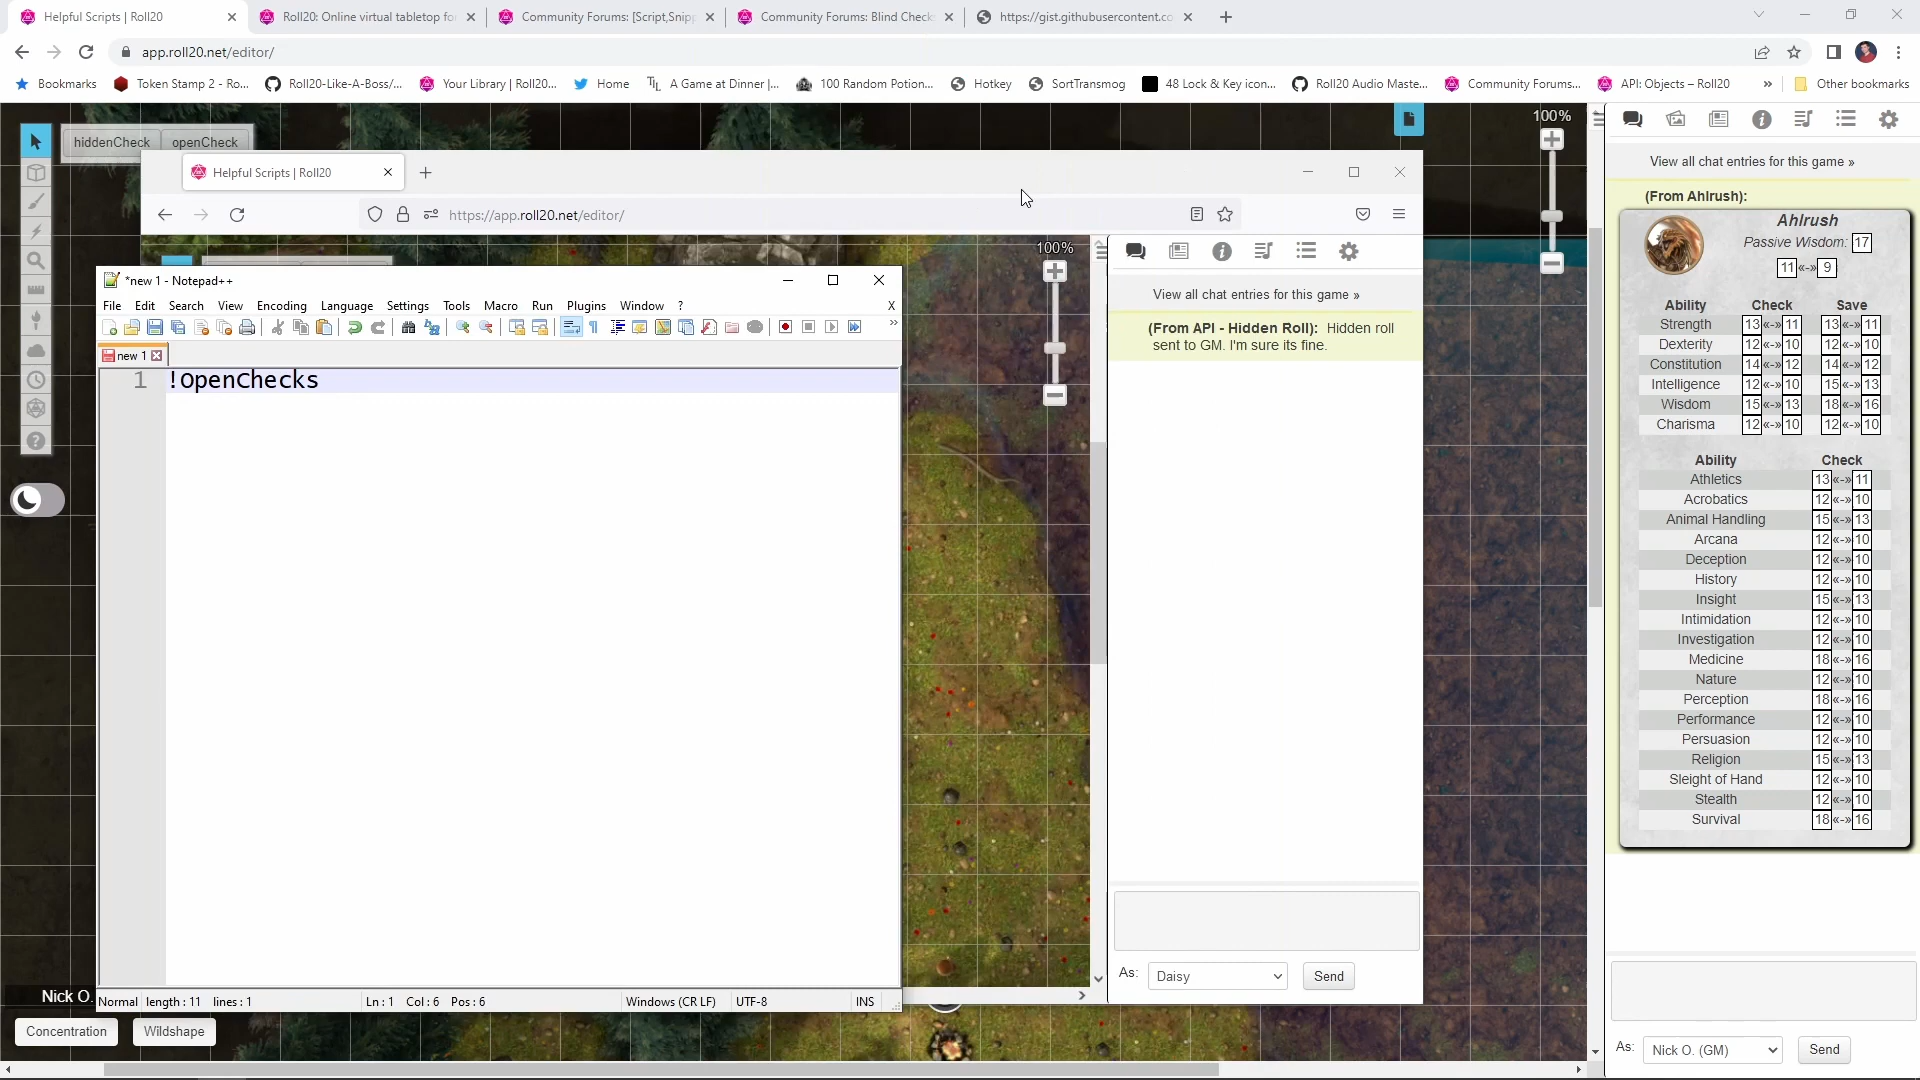 Helpful Scripts | Roll20
Roll20: Online virtual tabletop fo
Community Forums: [Script,Snipp
Community Forums: Blind Check
https://gist.githubusercontent.co
app.roll20.net/editor/
Bookmarks
Token Stamp 2 - Ro...
Roll20-Like-A-Boss/...
Your Library | Roll20...
Home
A Game at Dinner |...
100 Random Potion...
Hotkey
SortTransmog
48 Lock & Key icon...
Roll20 Audio Maste...
Community Forums...
API: Objects – Roll20
»
Other bookmarks
hiddenCheck
openCheck
100%
Helpful Scripts | Roll20
https://app.roll20.net/editor/
100%
View all chat entries for this game »
(From API - Hidden Roll): Hidden roll
sent to GM. I'm sure its fine.
As:
Daisy
Send
*new 1 - Notepad++
File Edit Search View Encoding Language Settings Tools Macro Run Plugins Window ? X
new 1
1 !OpenChecks
Normal length : 11 lines : 1 Ln : 1 Col : 6 Pos : 6 Windows (CR LF) UTF-8 INS
Nick O.
Concentration
Wildshape
View all chat entries for this game »
(From Ahlrush):
Ahlrush
Passive Wisdom: 17
11 «-» 9
Ability Check Save
Strength 13 «-» 11 13 «-» 11
Dexterity 12 «-» 10 12 «-» 10
Constitution 14 «-» 12 14 «-» 12
Intelligence 12 «-» 10 15 «-» 13
Wisdom 15 «-» 13 18 «-» 16
Charisma 12 «-» 10 12 «-» 10
Ability Check
Athletics 13 «-» 11
Acrobatics 12 «-» 10
Animal Handling 15 «-» 13
Arcana 12 «-» 10
Deception 12 «-» 10
History 12 «-» 10
Insight 15 «-» 13
Intimidation 12 «-» 10
Investigation 12 «-» 10
Medicine 18 «-» 16
Nature 12 «-» 10
Perception 18 «-» 16
Performance 12 «-» 10
Persuasion 12 «-» 10
Religion 15 «-» 13
Sleight of Hand 12 «-» 10
Stealth 12 «-» 10
Survival 18 «-» 16
As:
Nick O. (GM)
Send